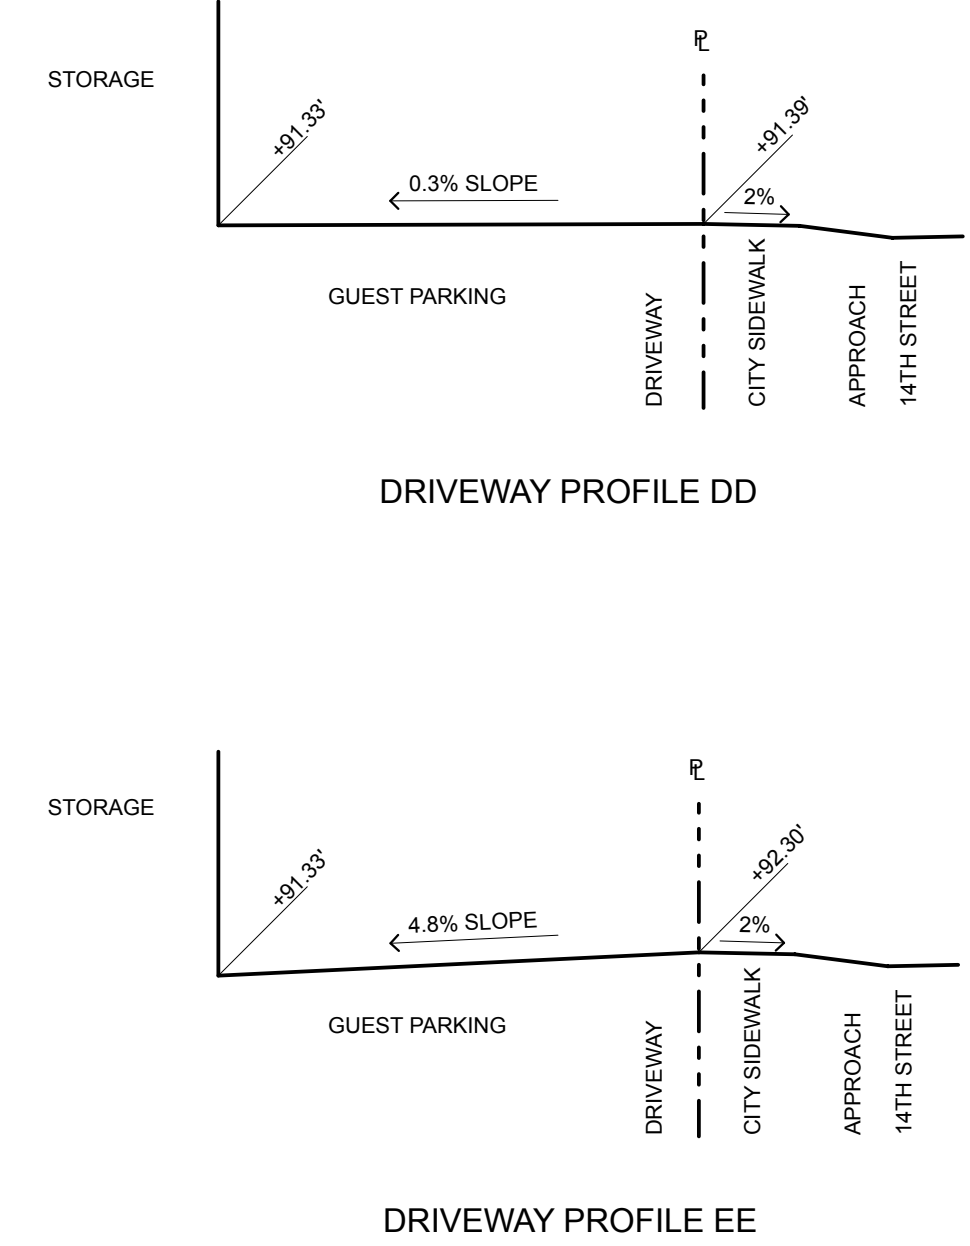 ℄
STORAGE
+91.33'
+91.39'
0.3% SLOPE
2%
GUEST PARKING
DRIVEWAY
CITY SIDEWALK
APPROACH
14TH STREET
DRIVEWAY PROFILE DD
℄
STORAGE
+91.33'
+92.30'
4.8% SLOPE
2%
GUEST PARKING
DRIVEWAY
CITY SIDEWALK
APPROACH
14TH STREET
DRIVEWAY PROFILE EE